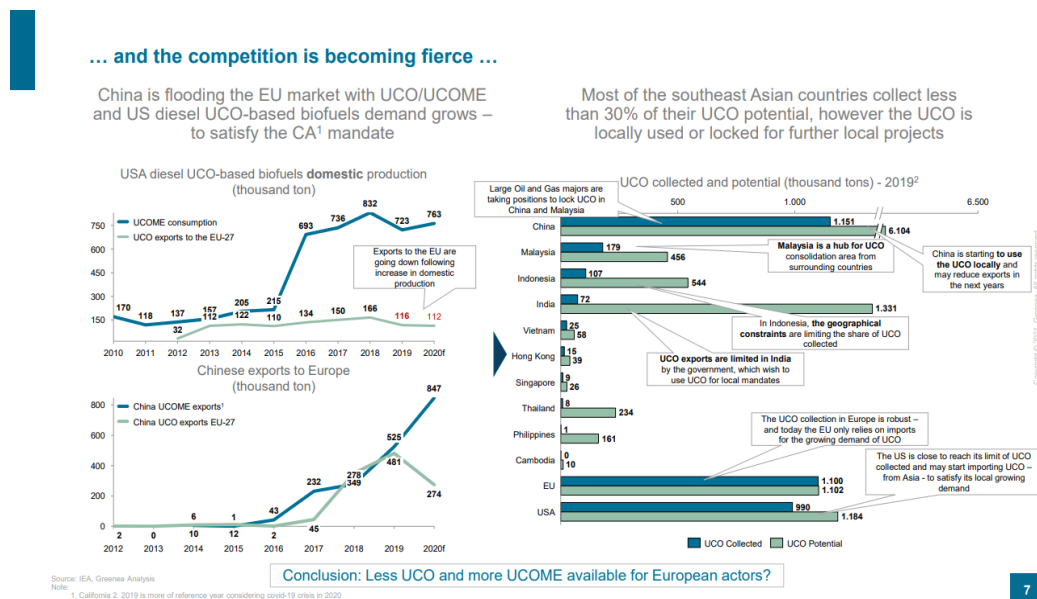 … and the competition is becoming fierce …
China is flooding the EU market with UCO/UCOME
and US diesel UCO-based biofuels demand grows –
to satisfy the CA¹ mandate
USA diesel UCO-based biofuels domestic production
(thousand ton)
UCOME consumption
UCO exports to the EU-27
750
600
450
300
150
170
118
137
157
205
215
693
736
832
723
763
32
112
122
110
134
150
166
116
112
Exports to the EU are
going down following
increase in domestic
production
2010 2011 2012 2013 2014 2015 2016 2017 2018 2019 2020f
Chinese exports to Europe
(thousand ton)
China UCOME exports¹
China UCO exports EU-27
800
600
400
200
0
6
1
43
232
278
525
847
2
0
10
12
2
45
349
481
274
2012 2013 2014 2015 2016 2017 2018 2019 2020f
Most of the southeast Asian countries collect less
than 30% of their UCO potential, however the UCO is
locally used or locked for further local projects
UCO collected and potential (thousand tons) - 2019²
500 1.000 6.500
Large Oil and Gas majors are
taking positions to lock UCO in
China and Malaysia
China
1.151
6.104
Malaysia
179
456
Malaysia is a hub for UCO
consolidation area from
surrounding countries
China is starting to use
the UCO locally and
may reduce exports in
the next years
Indonesia
107
544
India
72
1.331
In Indonesia, the geographical
constraints are limiting the share of UCO
collected
Vietnam
25
58
Hong Kong
15
39
UCO exports are limited in India
by the government, which wish to
use UCO for local mandates
Singapore
9
26
Thailand
8
234
Philippines
1
161
The UCO collection in Europe is robust –
and today the EU only relies on imports
for the growing demand of UCO
Cambodia
0
10
The US is close to reach its limit of UCO
collected and may start importing UCO –
from Asia - to satisfy its local growing
demand
EU
1.100
1.102
USA
990
1.184
UCO Collected UCO Potential
Conclusion: Less UCO and more UCOME available for European actors?
Source: IEA, Greenea Analysis
Note:
1. California 2. 2019 is more of reference year considering covid-19 crisis in 2020
7